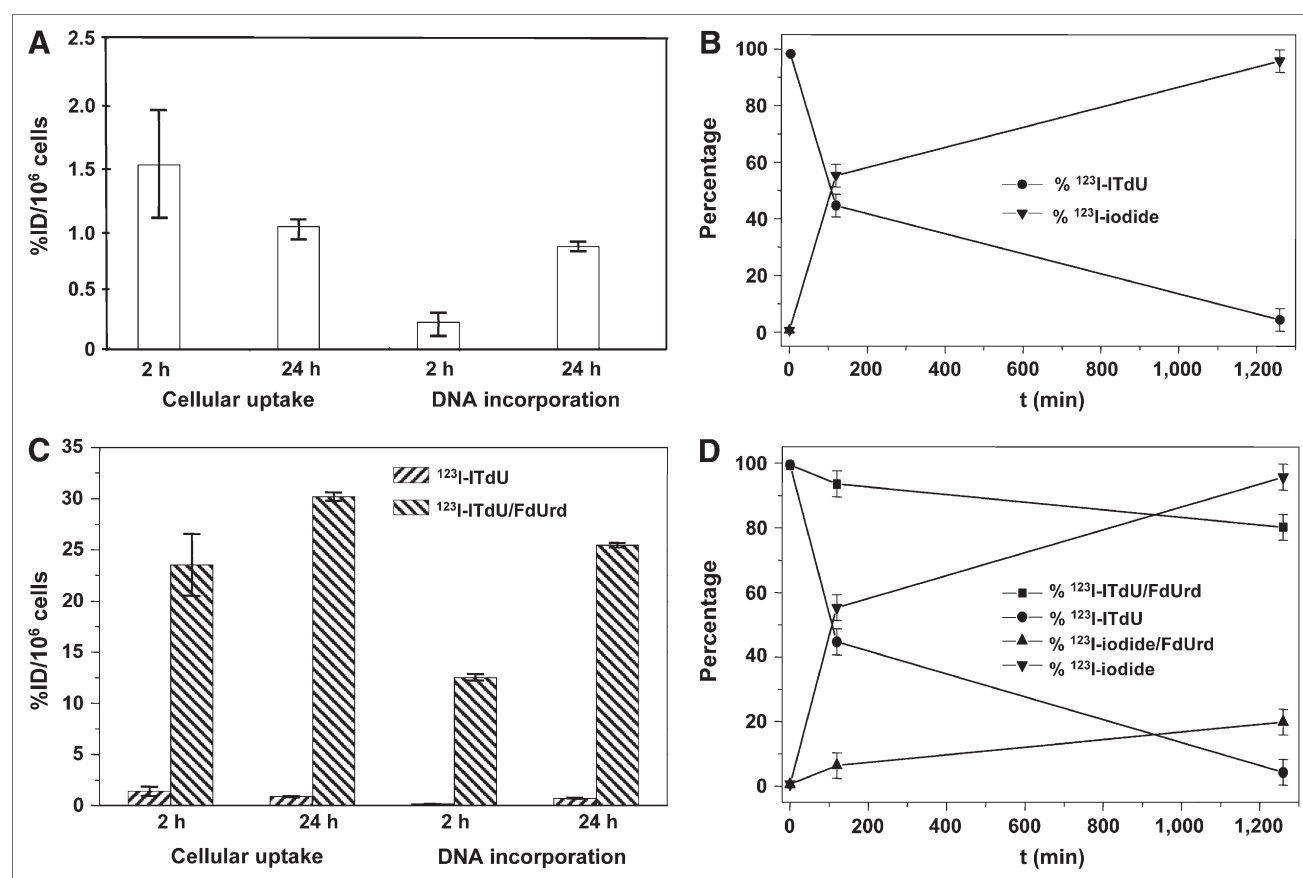 A
2.5
2.0
1.5
1.0
0.5
0
%ID/10⁶ cells
2 h
24 h
2 h
24 h
Cellular uptake
DNA incorporation
B
100
80
60
40
20
0
Percentage
% ¹²³I-ITdU
% ¹²³I-iodide
0
200
400
600
800
1,000
1,200
t (min)
C
35
30
25
20
15
10
5
0
%ID/10⁶ cells
¹²³I-ITdU
¹²³I-ITdU/FdUrd
2 h
24 h
2 h
24 h
Cellular uptake
DNA incorporation
D
100
80
60
40
20
0
Percentage
% ¹²³I-ITdU/FdUrd
% ¹²³I-ITdU
% ¹²³I-iodide/FdUrd
% ¹²³I-iodide
0
200
400
600
800
1,000
1,200
t (min)